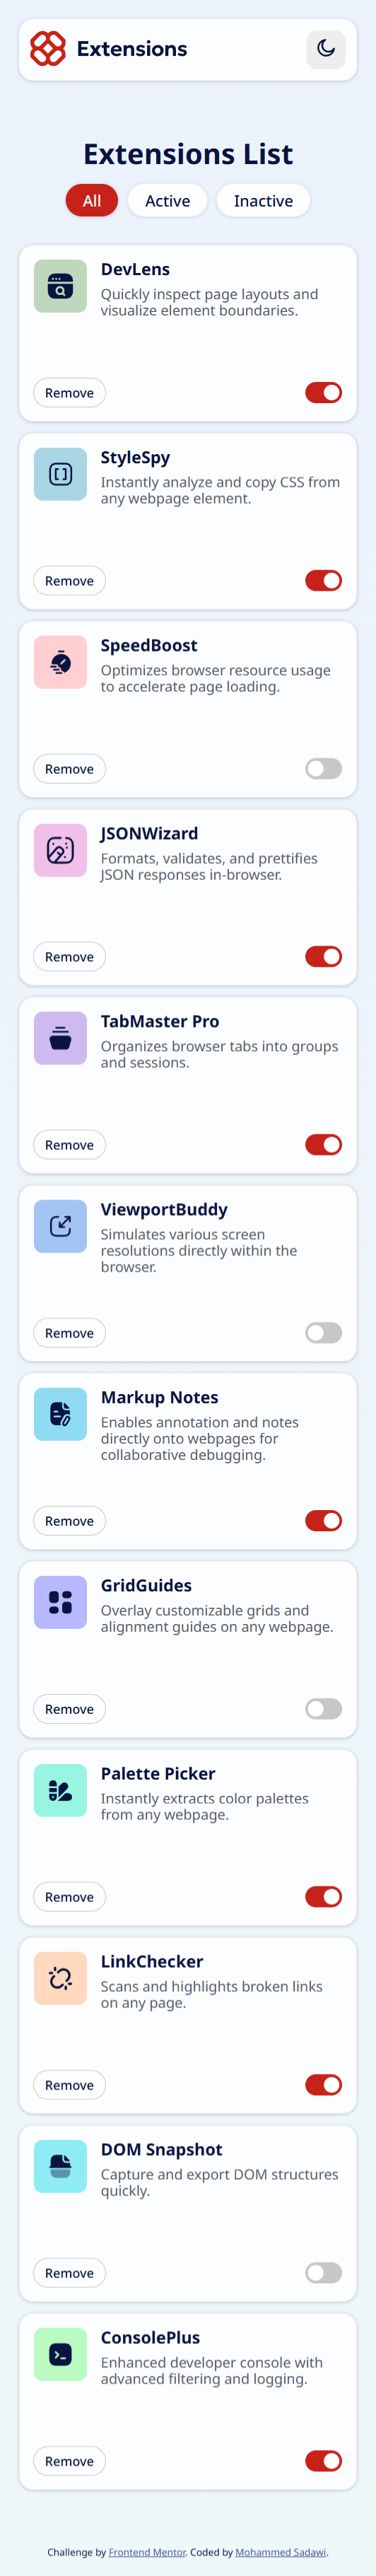 Extensions
Extensions List
All Active Inactive
DevLens
Quickly inspect page layouts and
visualize element boundaries.
Remove
StyleSpy
Instantly analyze and copy CSS from
any webpage element.
Remove
SpeedBoost
Optimizes browser resource usage
to accelerate page loading.
Remove
JSONWizard
Formats, validates, and prettifies
JSON responses in-browser.
Remove
TabMaster Pro
Organizes browser tabs into groups
and sessions.
Remove
ViewportBuddy
Simulates various screen
resolutions directly within the
browser.
Remove
Markup Notes
Enables annotation and notes
directly onto webpages for
collaborative debugging.
Remove
GridGuides
Overlay customizable grids and
alignment guides on any webpage.
Remove
Palette Picker
Instantly extracts color palettes
from any webpage.
Remove
LinkChecker
Scans and highlights broken links
on any page.
Remove
DOM Snapshot
Capture and export DOM structures
quickly.
Remove
ConsolePlus
Enhanced developer console with
advanced filtering and logging.
Remove
Challenge by Frontend Mentor. Coded by Mohammed Sadawi.